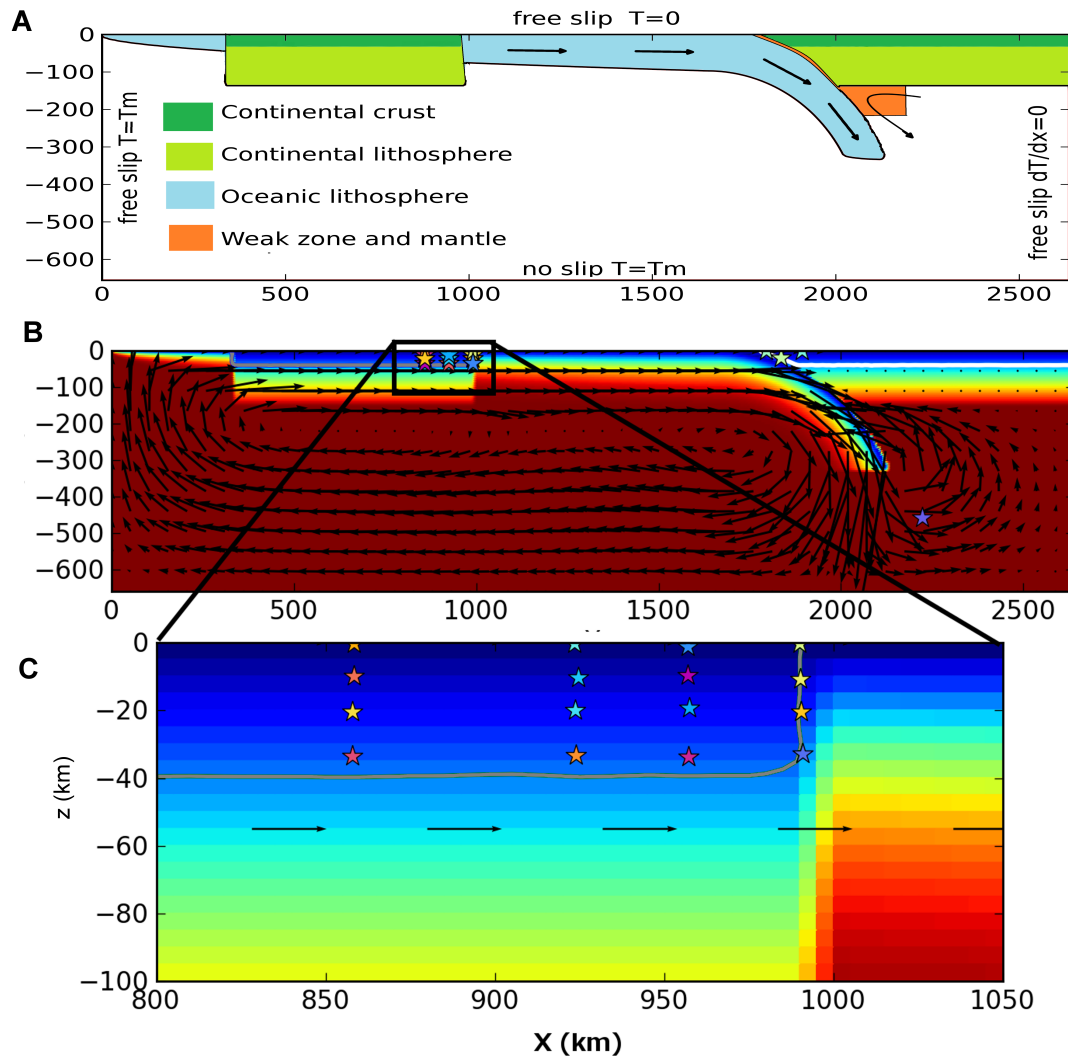 A
free slip T=0
0
−100
−200
−300
−400
−500
−600
free slip T=Tm
Continental crust
Continental lithosphere
Oceanic lithosphere
Weak zone and mantle
free slip dT/dx=0
no slip T=Tm
0 500 1000 1500 2000 2500
B
0
−100
−200
−300
−400
−500
−600
0 500 1000 1500 2000 2500
C
0
−20
−40
−60
−80
−100
z (km)
800 850 900 950 1000 1050
X (km)